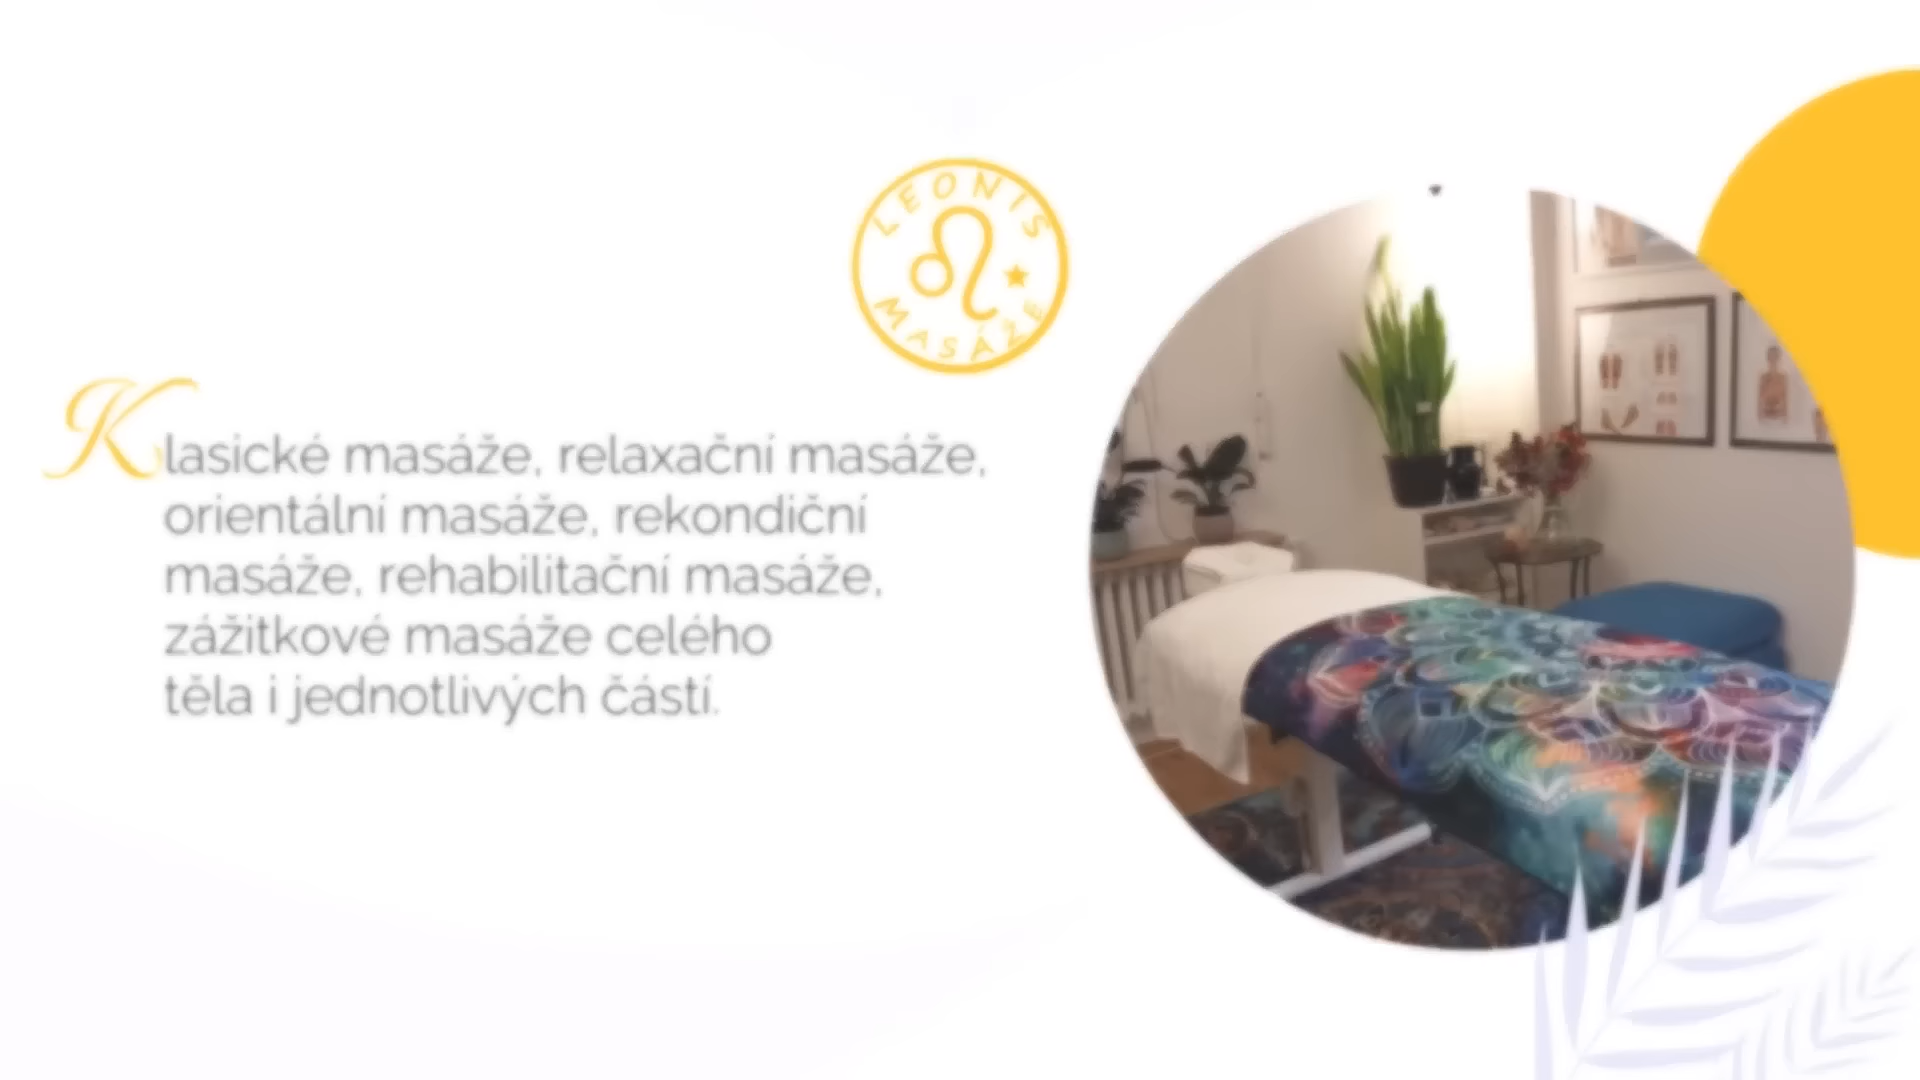 LEONIS
MASÁŽE
Klasické masáže, relaxační masáže,
orientální masáže, rekondiční
masáže, rehabilitační masáže,
zážitkové masáže celého
těla i jednotlivých částí.